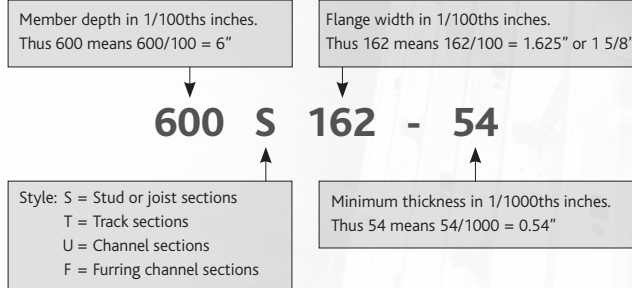 Member depth in 1/100ths inches.
Thus 600 means 600/100 = 6”
Flange width in 1/100ths inches.
Thus 162 means 162/100 = 1.625” or 1 5/8”
600 S 162 - 54
Style: S = Stud or joist sections
T = Track sections
U = Channel sections
F = Furring channel sections
Minimum thickness in 1/1000ths inches.
Thus 54 means 54/1000 = 0.54”